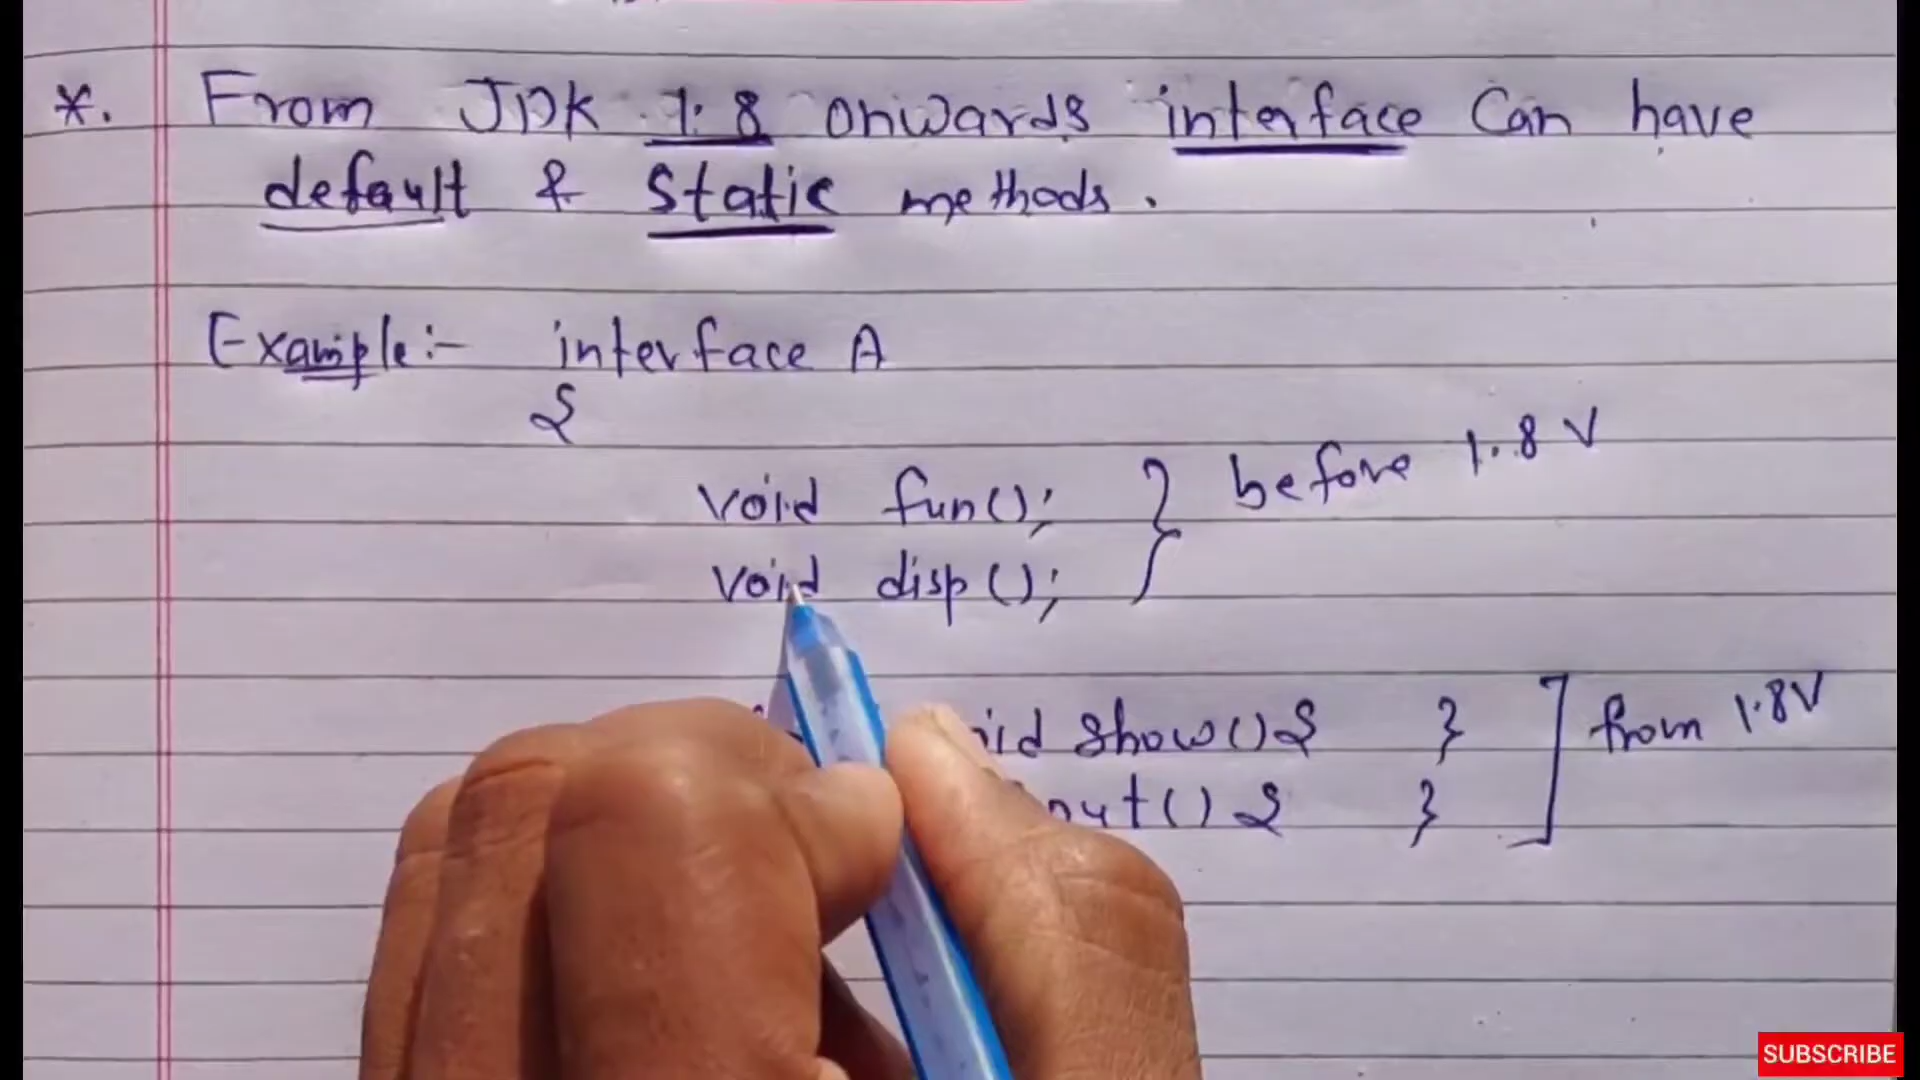 *. From JDK 1.8 onwards interface Can have
default & Static methods.
Example:- interface A
{
void fun(); } before 1.8 V
void disp();
void show(){ } ] from 1.8V
(){ }
SUBSCRIBE